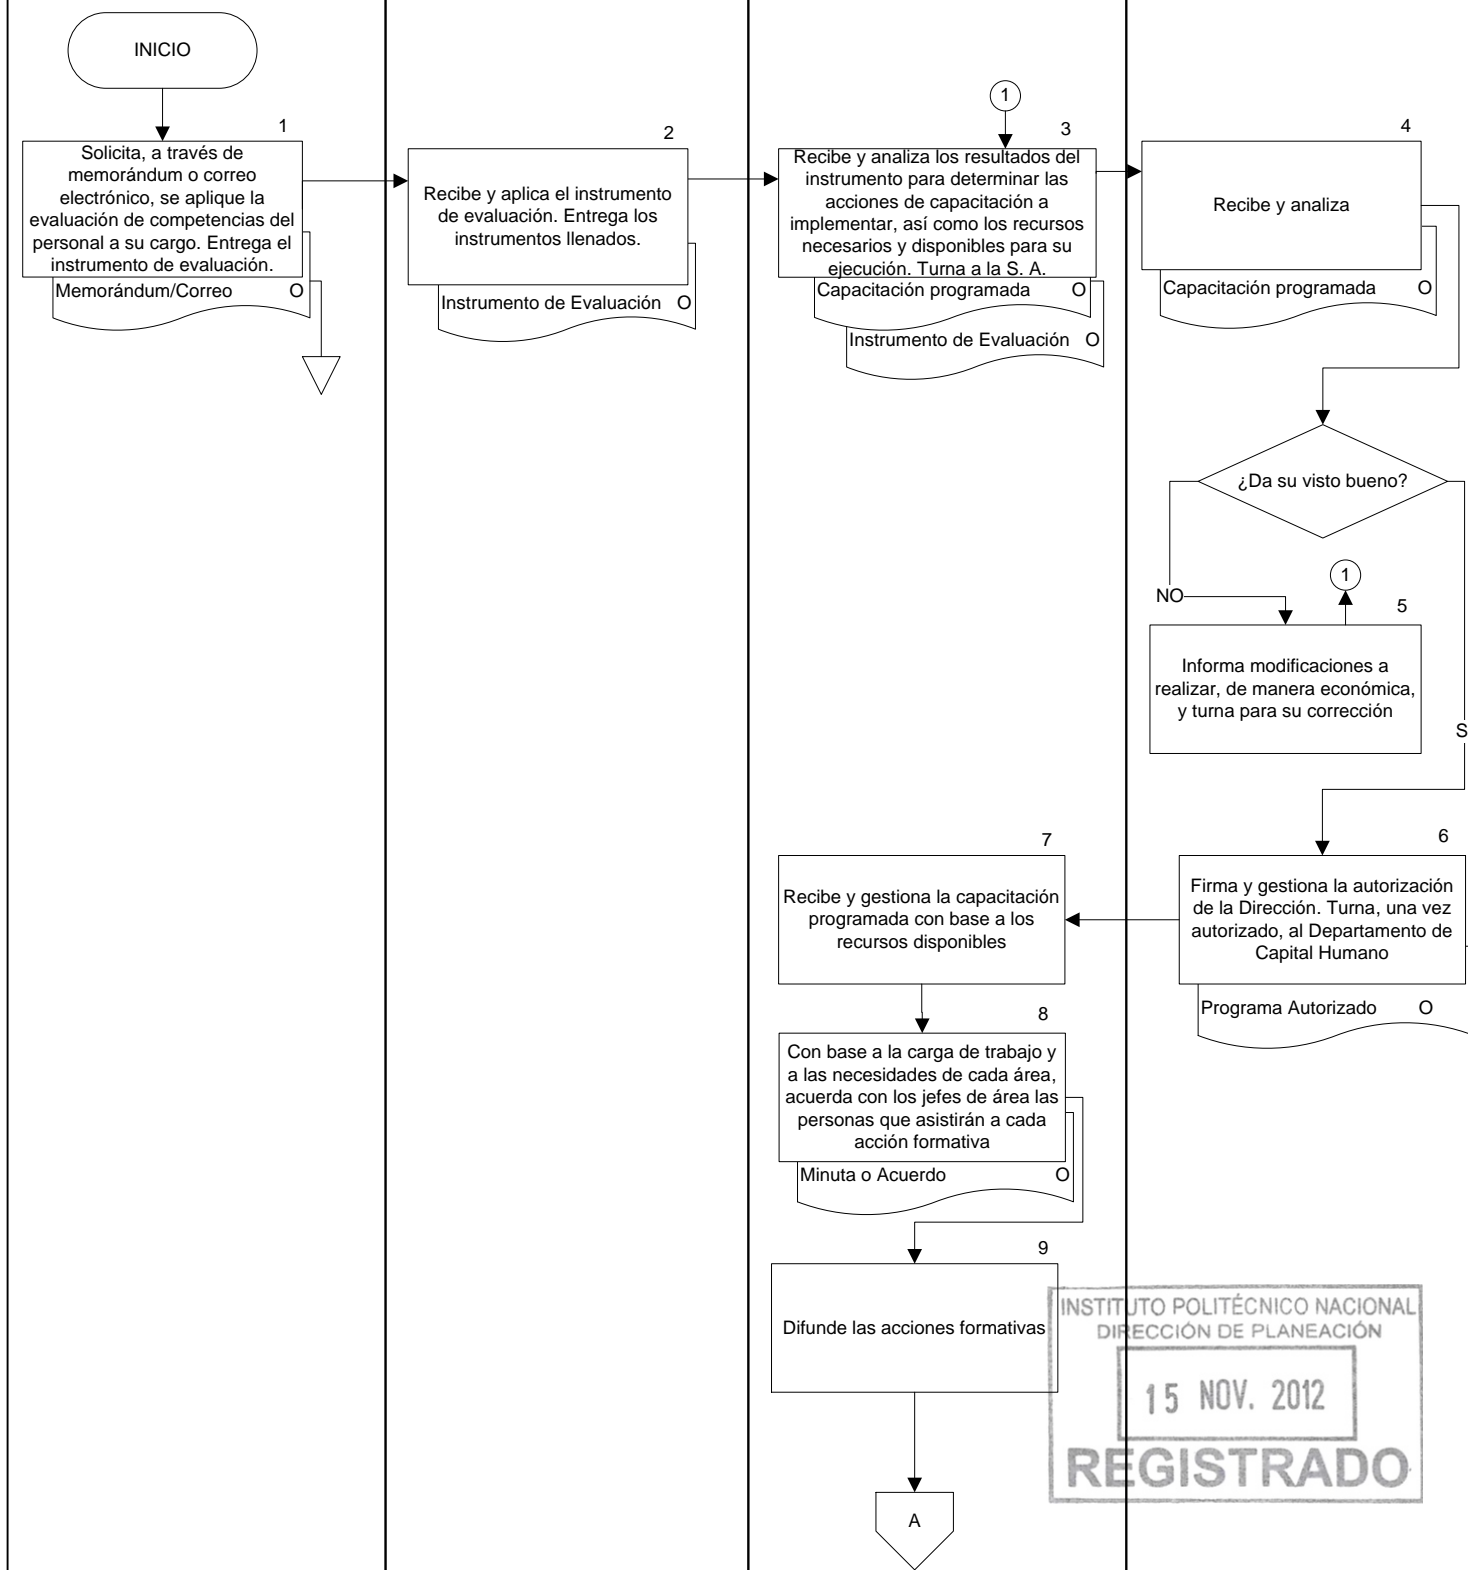 INICIO
1
Solicita, a través de
memorándum o correo
electrónico, se aplique la
evaluación de competencias del
personal a su cargo. Entrega el
instrumento de evaluación.
Memorándum/Correo O
2
Recibe y aplica el instrumento
de evaluación. Entrega los
instrumentos llenados.
Instrumento de Evaluación O
1
3
Recibe y analiza los resultados del
instrumento para determinar las
acciones de capacitación a
implementar, así como los recursos
necesarios y disponibles para su
ejecución. Turna a la S. A.
Capacitación programada O
Instrumento de Evaluación O
4
Recibe y analiza
Capacitación programada O
¿Da su visto bueno?
NO
1
5
Informa modificaciones a
realizar, de manera económica,
y turna para su corrección
S
6
Firma y gestiona la autorización
de la Dirección. Turna, una vez
autorizado, al Departamento de
Capital Humano
Programa Autorizado O
7
Recibe y gestiona la capacitación
programada con base a los
recursos disponibles
8
Con base a la carga de trabajo y
a las necesidades de cada área,
acuerda con los jefes de área las
personas que asistirán a cada
acción formativa
Minuta o Acuerdo O
9
Difunde las acciones formativas
A
INSTITUTO POLITÉCNICO NACIONAL
DIRECCIÓN DE PLANEACIÓN
15 NOV. 2012
REGISTRADO